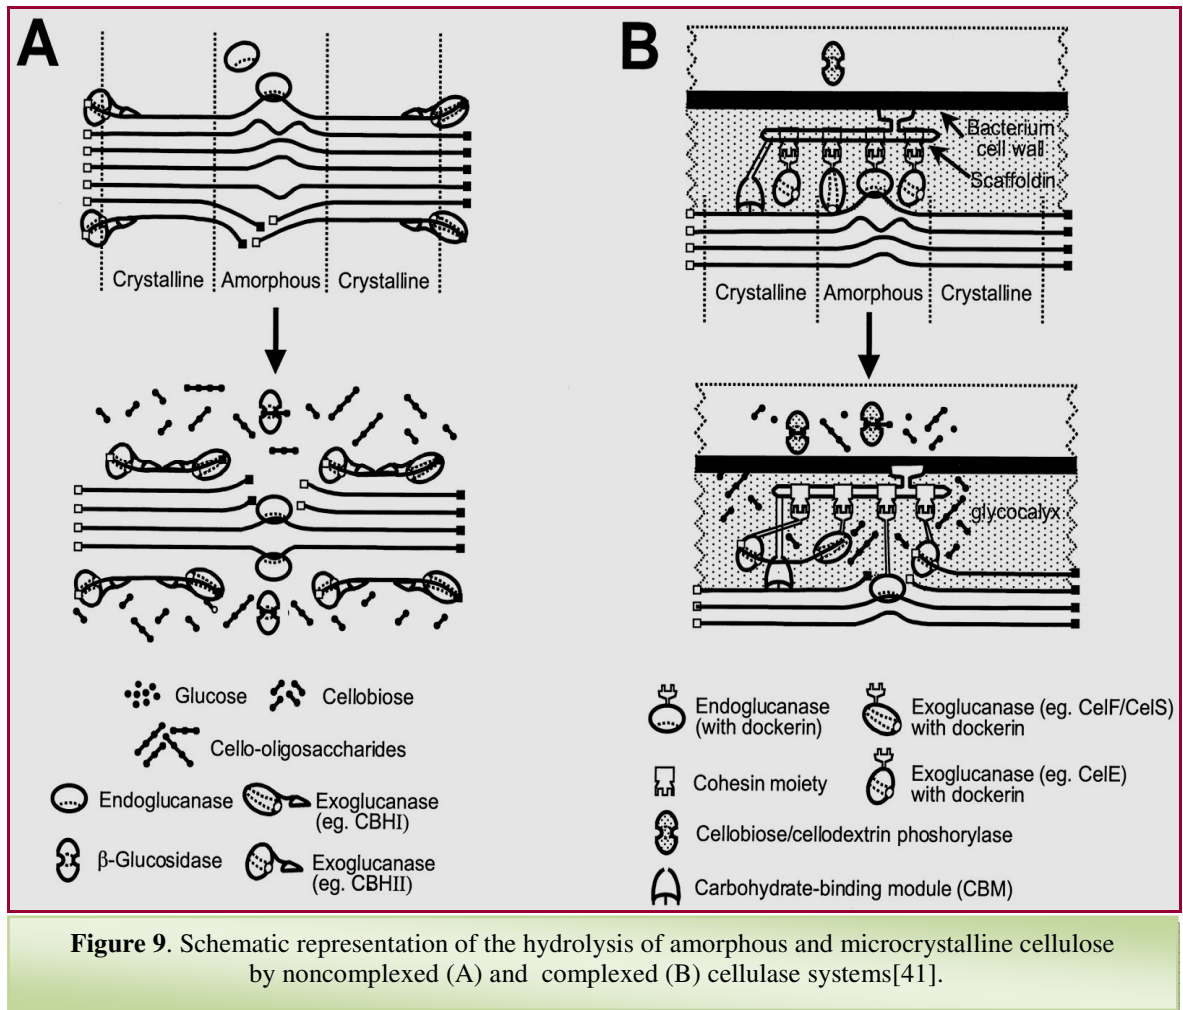 A
B
Bacterium
cell wall
Scaffoldin
Crystalline Amorphous Crystalline
Crystalline Amorphous Crystalline
glycocalyx
Glucose
Cellobiose
Cello-oligosaccharides
Endoglucanase
Exoglucanase
(eg. CBHI)
β-Glucosidase
Exoglucanase
(eg. CBHII)
Endoglucanase
(with dockerin)
Exoglucanase (eg. CelF/CelS)
with dockerin
Cohesin moiety
Exoglucanase (eg. CelE)
with dockerin
Cellobiose/cellodextrin phoshorylase
Carbohydrate-binding module (CBM)
Figure 9. Schematic representation of the hydrolysis of amorphous and microcrystalline cellulose
by noncomplexed (A) and complexed (B) cellulase systems[41].